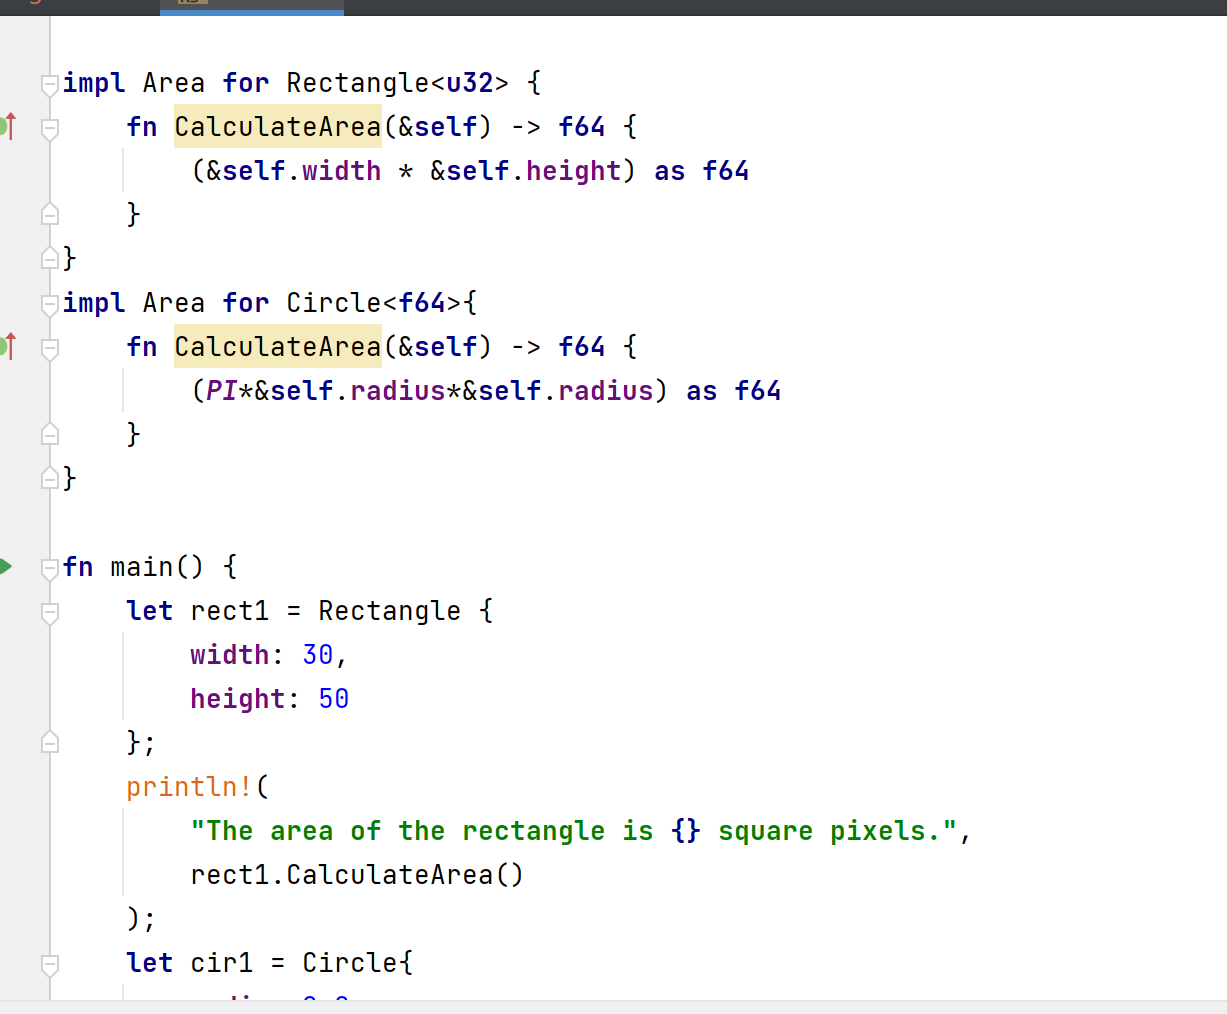 impl Area for Rectangle<u32> {
    fn CalculateArea(&self) -> f64 {
        (&self.width * &self.height) as f64
    }
}
impl Area for Circle<f64>{
    fn CalculateArea(&self) -> f64 {
        (PI*&self.radius*&self.radius) as f64
    }
}
fn main() {
    let rect1 = Rectangle {
        width: 30,
        height: 50
    };
    println!(
        "The area of the rectangle is {} square pixels.",
        rect1.CalculateArea()
    );
    let cir1 = Circle{